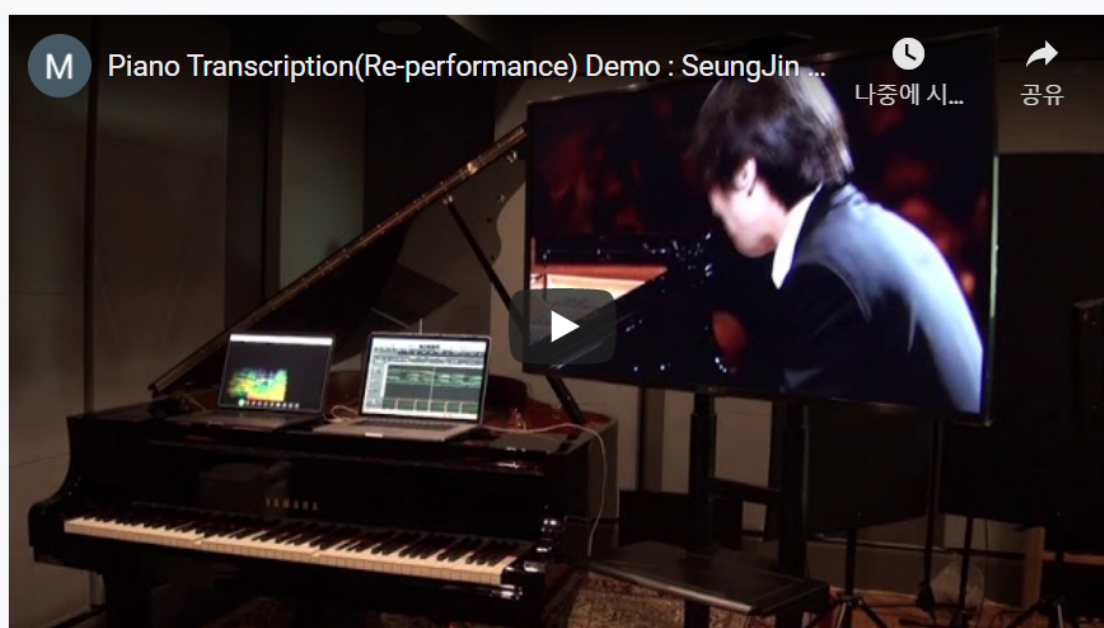 M
Piano Transcription(Re-performance) Demo : SeungJin ...
나중에 시...
공유
YAMAHA